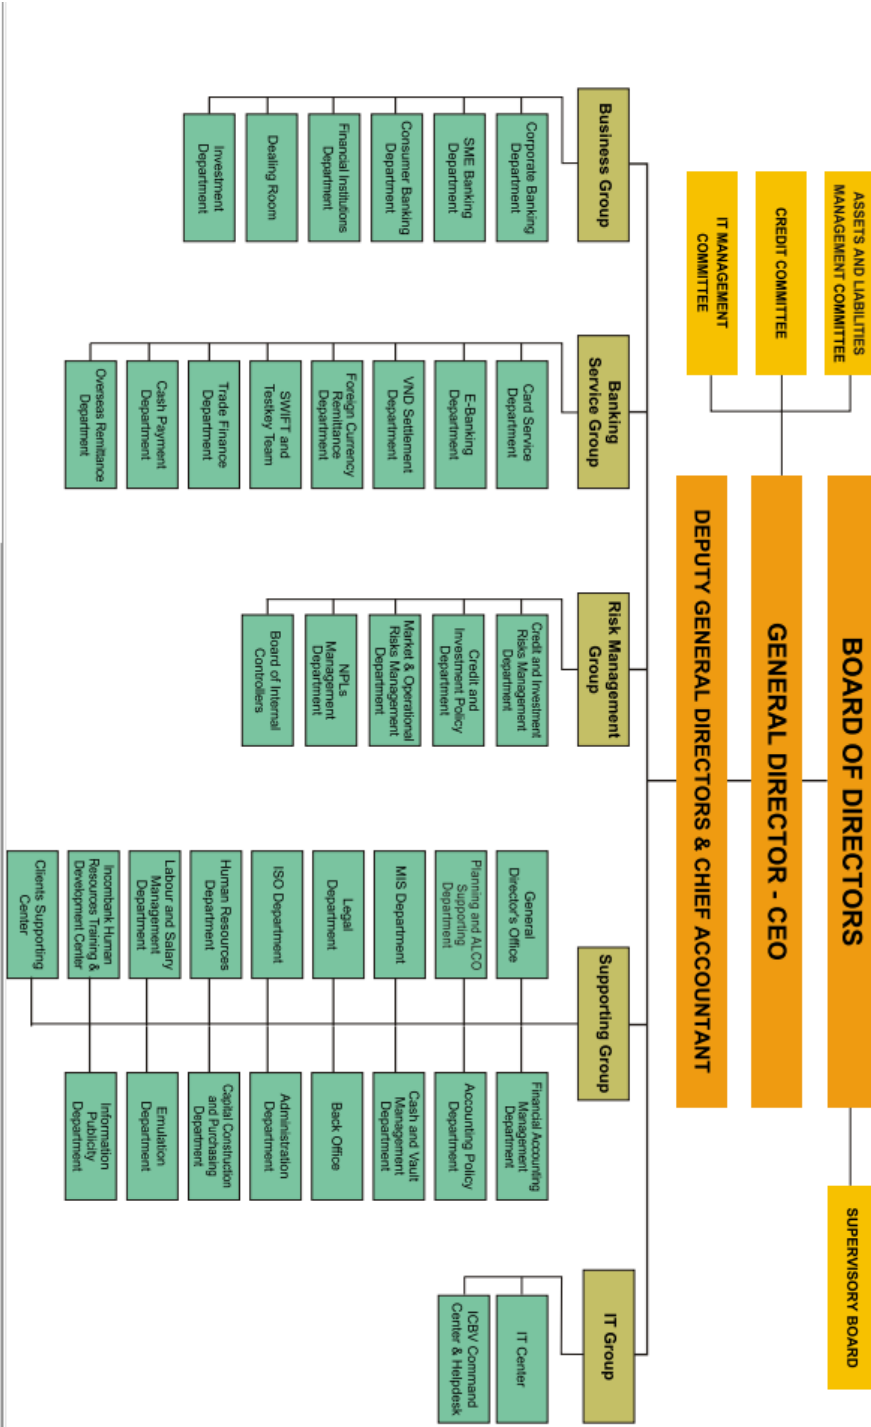 BOARD OF DIRECTORS
SUPERVISORY BOARD
ASSETS AND LIABILITIES
MANAGEMENT COMMITTEE
CREDIT COMMITTEE
IT MANAGEMENT
COMMITTEE
GENERAL DIRECTOR - CEO
DEPUTY GENERAL DIRECTORS & CHIEF ACCOUNTANT
Business Group
Corporate Banking
Department
SME Banking
Department
Consumer Banking
Department
Financial Institutions
Department
Dealing Room
Investment
Department
Banking
Service Group
Card Service
Department
E-Banking
Department
VND Settlement
Department
Foreign Currency
Remittance
Department
SWIFT and
Testkey Team
Trade Finance
Department
Cash Payment
Department
Overseas Remittance
Department
Risk Management
Group
Credit and Investment
Risks Management
Department
Credit and
Investment Policy
Department
Market & Operational
Risks Management
Department
NPLs
Management
Department
Board of Internal
Controllers
Supporting Group
General
Director's Office
Planning and ALCO
Supporting
Department
MIS Department
Legal
Department
ISO Department
Human Resources
Department
Labour and Salary
Management
Department
Incombank Human
Resources Training &
Development Center
Clients Supporting
Center
Financial Accounting
Management
Department
Accounting Policy
Department
Cash and Vault
Management
Department
Back Office
Administration
Department
Capital Construction
and Purchasing
Department
Emulation
Department
Information
Publicity
Department
IT Group
IT Center
ICBV Command
Center & Helpdesk